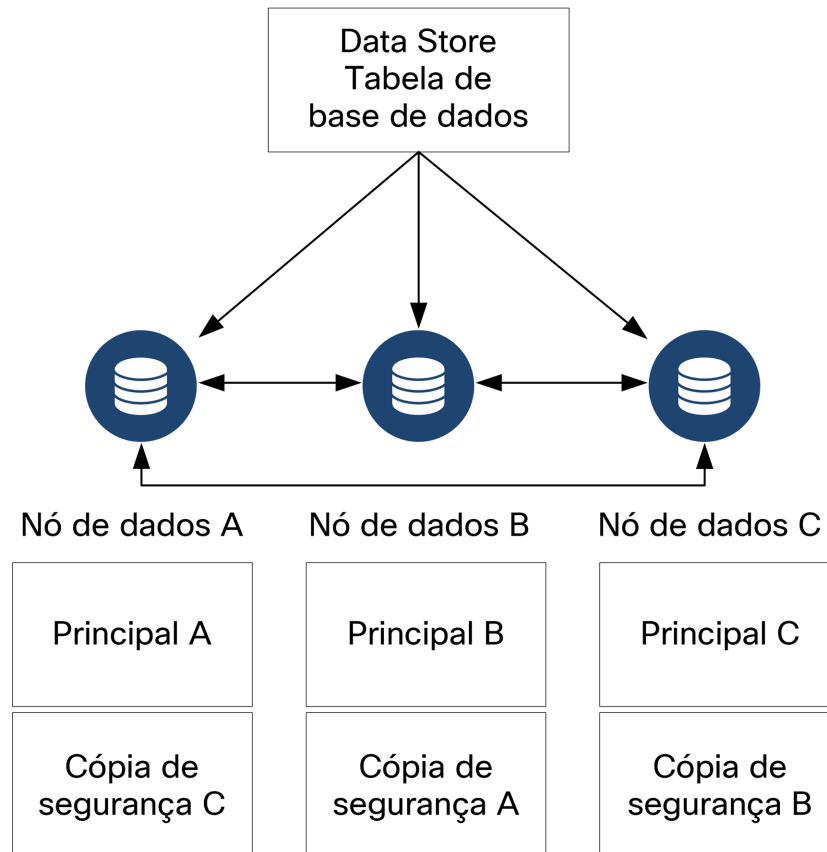 Data Store
Tabela de
base de dados
Nó de dados A
Nó de dados B
Nó de dados C
Principal A
Principal B
Principal C
Cópia de
segurança C
Cópia de
segurança A
Cópia de
segurança B